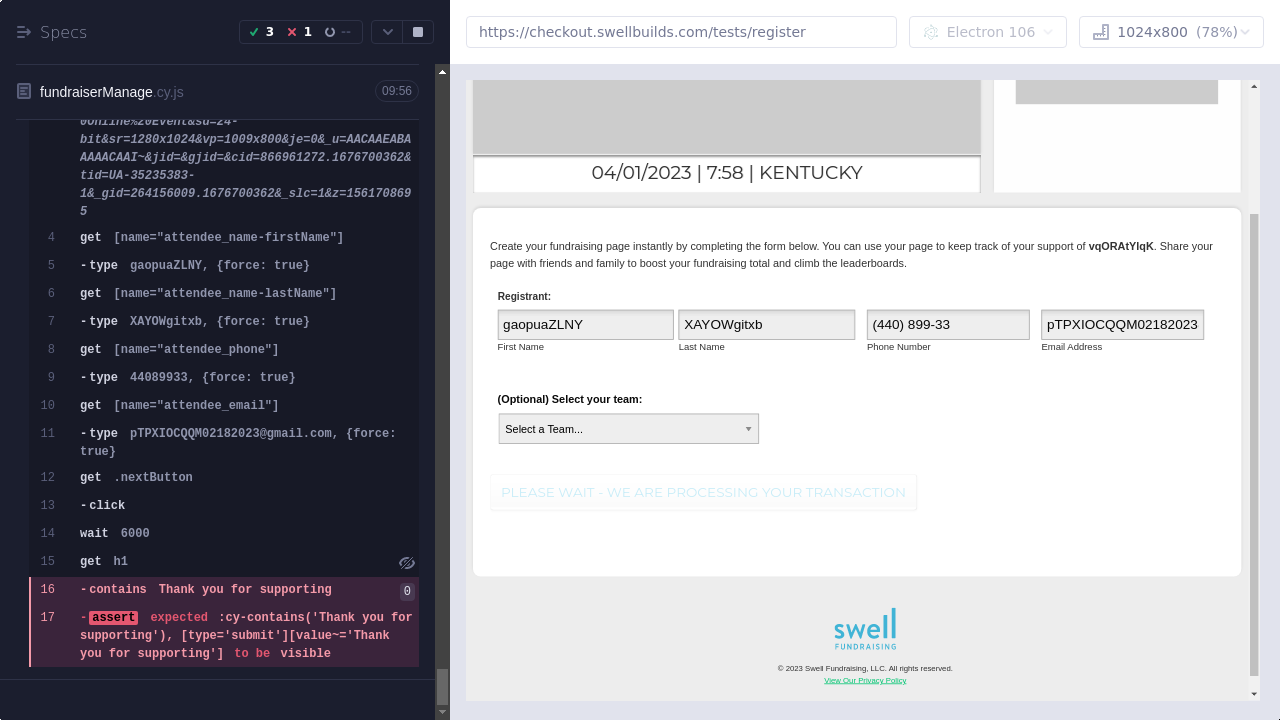 Specs
3
1
--
https://checkout.swellbuilds.com/tests/register
Electron 106
1024x800 (78%)
fundraiserManage.cy.js
09:56
0Online%20Event&sd=24-
bit&sr=1280x1024&vp=1009x800&je=0&_u=AACAAEABA
AAAACAAI~&jid=&gjid=&cid=866961272.1676700362&
tid=UA-35235383-
1&_gid=264156009.1676700362&_slc=1&z=156170869
5
4 get [name="attendee_name-firstName"]
5 -type gaopuaZLNY, {force: true}
6 get [name="attendee_name-lastName"]
7 -type XAYOWgitxb, {force: true}
8 get [name="attendee_phone"]
9 -type 44089933, {force: true}
10 get [name="attendee_email"]
11 -type pTPXIOCQQM02182023@gmail.com, {force:
true}
12 get .nextButton
13 -click
14 wait 6000
15 get h1
16 -contains Thank you for supporting 0
17 -assert expected :cy-contains('Thank you for
supporting'), [type='submit'][value~='Thank
you for supporting'] to be visible
04/01/2023 | 7:58 | KENTUCKY
Create your fundraising page instantly by completing the form below. You can use your page to keep track of your support of vqORAtYlqK. Share your
page with friends and family to boost your fundraising total and climb the leaderboards.
Registrant:
gaopuaZLNY XAYOWgitxb (440) 899-33 pTPXIOCQQM02182023
First Name Last Name Phone Number Email Address
(Optional) Select your team:
Select a Team...
PLEASE WAIT - WE ARE PROCESSING YOUR TRANSACTION
swell
FUNDRAISING
© 2023 Swell Fundraising, LLC. All rights reserved.
View Our Privacy Policy